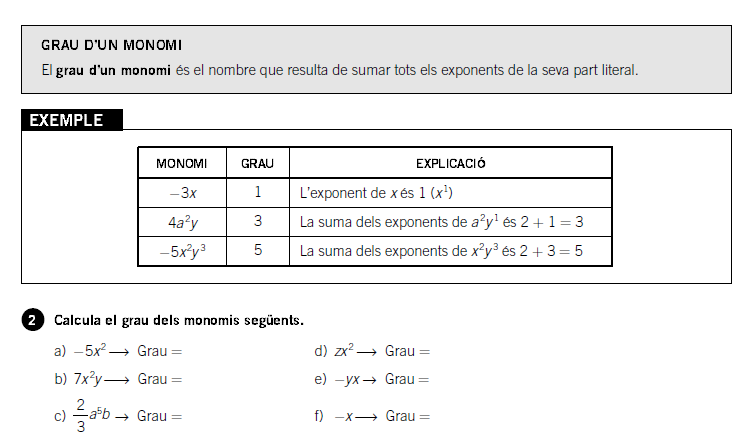 GRAU D'UN MONOMI
El grau d'un monomi és el nombre que resulta de sumar tots els exponents de la seva part literal.
EXEMPLE
MONOMI GRAU EXPLICACIÓ
−3x 1 L'exponent de x és 1 (x¹)
4a²y 3 La suma dels exponents de a²y¹ és 2 + 1 = 3
−5x²y³ 5 La suma dels exponents de x²y³ és 2 + 3 = 5
2 Calcula el grau dels monomis següents.
a) −5x² → Grau = d) zx² → Grau =
b) 7x²y → Grau = e) −yx → Grau =
c) 2/3 a⁵b → Grau = f) −x → Grau =